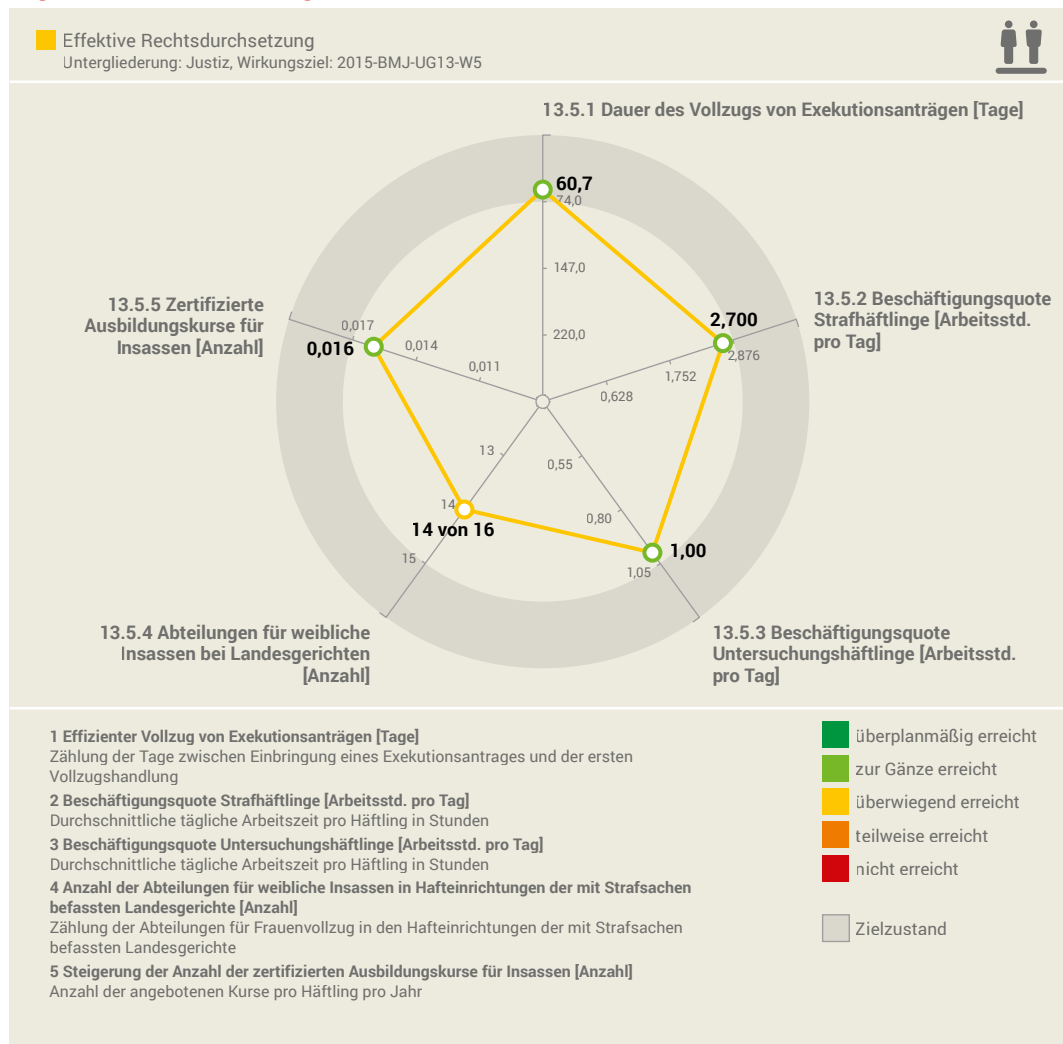 Effektive Rechtsdurchsetzung
Untergliederung: Justiz, Wirkungsziel: 2015-BMJ-UG13-W5
13.5.1 Dauer des Vollzugs von Exekutionsanträgen [Tage]
60,7
74,0
147,0
220,0
13.5.2 Beschäftigungsquote
Strafhäftlinge [Arbeitsstd.
pro Tag]
2,700
2,876
1,752
0,628
13.5.5 Zertifizierte
Ausbildungskurse für
Insassen [Anzahl]
0,017
0,016
0,014
0,011
13
14
14 von 16
15
0,55
0,80
1,00
1,05
13.5.4 Abteilungen für weibliche
Insassen bei Landesgerichten
[Anzahl]
13.5.3 Beschäftigungsquote
Untersuchungshäftlinge [Arbeitsstd.
pro Tag]
1 Effizienter Vollzug von Exekutionsanträgen [Tage]
Zählung der Tage zwischen Einbringung eines Exekutionsantrages und der ersten
Vollzugshandlung
2 Beschäftigungsquote Strafhäftlinge [Arbeitsstd. pro Tag]
Durchschnittliche tägliche Arbeitszeit pro Häftling in Stunden
3 Beschäftigungsquote Untersuchungshäftlinge [Arbeitsstd. pro Tag]
Durchschnittliche tägliche Arbeitszeit pro Häftling in Stunden
4 Anzahl der Abteilungen für weibliche Insassen in Hafteinrichtungen der mit Strafsachen
befassten Landesgerichte [Anzahl]
Zählung der Abteilungen für Frauenvollzug in den Hafteinrichtungen der mit Strafsachen
befassten Landesgerichte
5 Steigerung der Anzahl der zertifizierten Ausbildungskurse für Insassen [Anzahl]
Anzahl der angebotenen Kurse pro Häftling pro Jahr
überplanmäßig erreicht
zur Gänze erreicht
überwiegend erreicht
teilweise erreicht
nicht erreicht
Zielzustand